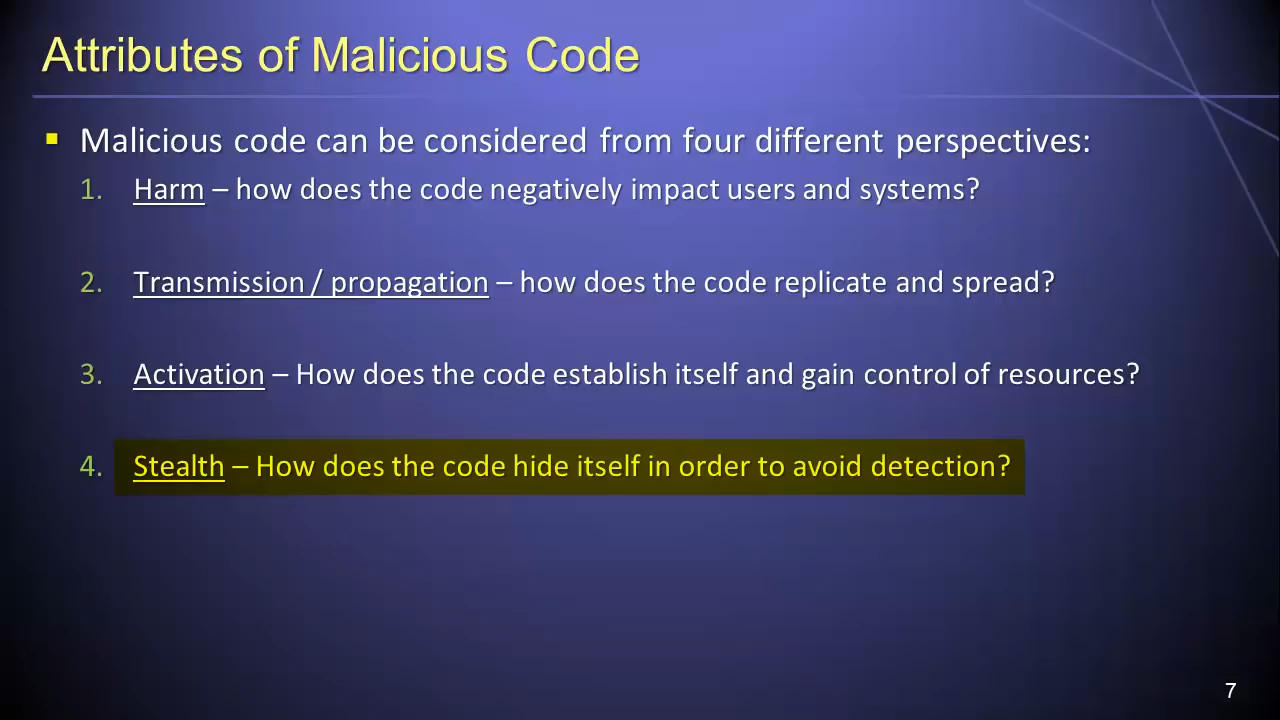 Attributes of Malicious Code
▪ Malicious code can be considered from four different perspectives:
1. Harm – how does the code negatively impact users and systems?
2. Transmission / propagation – how does the code replicate and spread?
3. Activation – How does the code establish itself and gain control of resources?
4. Stealth – How does the code hide itself in order to avoid detection?
7